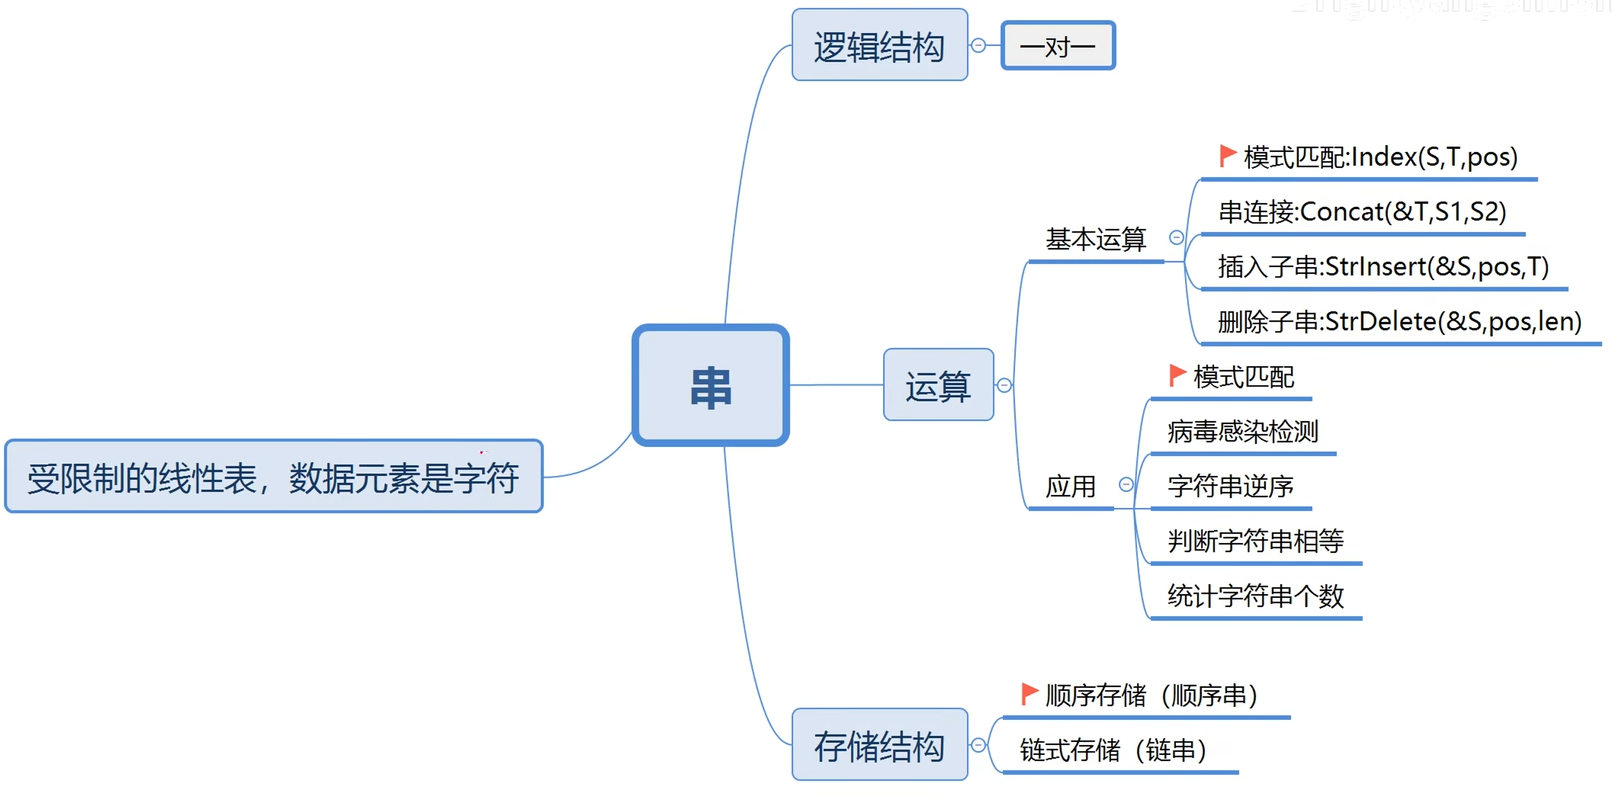 逻辑结构
一对一
模式匹配:Index(S,T,pos)
串连接:Concat(&T,S1,S2)
基本运算
插入子串:StrInsert(&S,pos,T)
删除子串:StrDelete(&S,pos,len)
串
运算
模式匹配
病毒感染检测
受限制的线性表，数据元素是字符
应用
字符串逆序
判断字符串相等
统计字符串个数
存储结构
顺序存储（顺序串）
链式存储（链串）